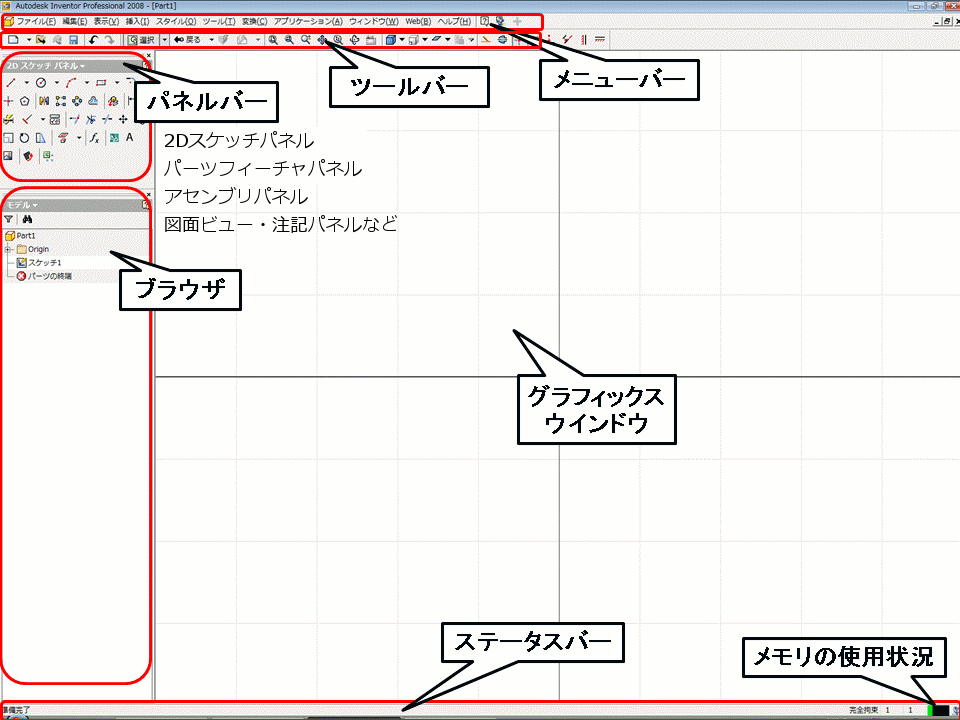 Autodesk Inventor Professional 2008 - [Part1]
ファイル(F) 編集(E) 表示(V) 挿入(I) スタイル(O) ツール(T) 変換(C) アプリケーション(A) ウィンドウ(W) Web(B) ヘルプ(H)
選択 戻る
メニューバー
ツールバー
2D スケッチ パネル
パネルバー
2Dスケッチパネル
パーツフィーチャパネル
アセンブリパネル
図面ビュー・注記パネルなど
モデル
Part1
Origin
スケッチ1
パーツの終端
ブラウザ
グラフィックス
ウインドウ
ステータスバー
メモリの使用状況
準備完了
完全拘束 1 1